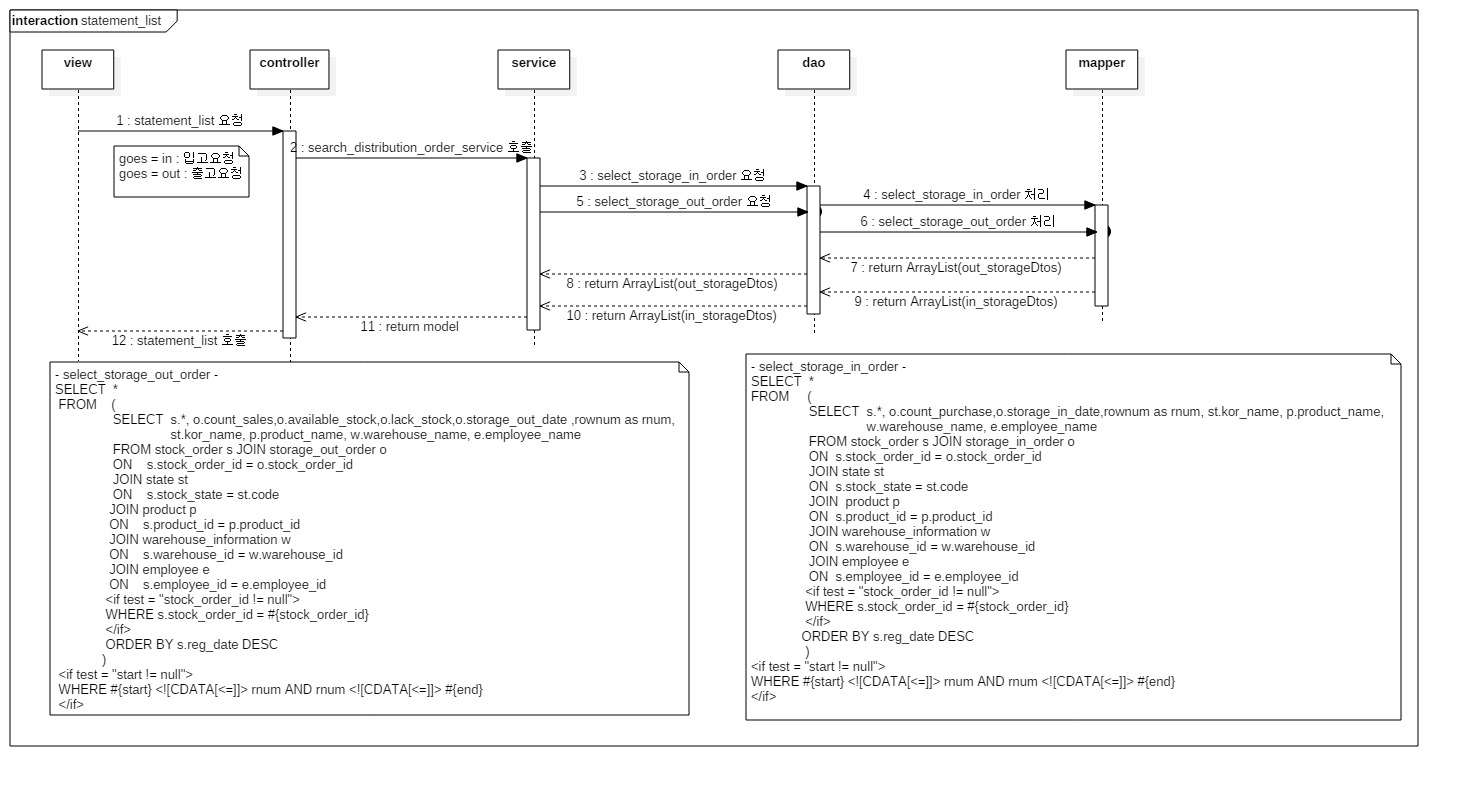 interaction statement_list
view
controller
service
dao
mapper
1 : statement_list 요청
goes = in : 입고요청
goes = out : 출고요청
2 : search_distribution_order_service 호출
3 : select_storage_in_order 요청
4 : select_storage_in_order 처리
5 : select_storage_out_order 요청
6 : select_storage_out_order 처리
7 : return ArrayList(out_storageDtos)
8 : return ArrayList(out_storageDtos)
9 : return ArrayList(in_storageDtos)
10 : return ArrayList(in_storageDtos)
11 : return model
12 : statement_list 호출
- select_storage_out_order -
SELECT *
FROM (
SELECT s.*, o.count_sales,o.available_stock,o.lack_stock,o.storage_out_date ,rownum as rnum,
st.kor_name, p.product_name, w.warehouse_name, e.employee_name
FROM stock_order s JOIN storage_out_order o
ON s.stock_order_id = o.stock_order_id
JOIN state st
ON s.stock_state = st.code
JOIN product p
ON s.product_id = p.product_id
JOIN warehouse_information w
ON s.warehouse_id = w.warehouse_id
JOIN employee e
ON s.employee_id = e.employee_id
<if test = "stock_order_id != null">
WHERE s.stock_order_id = #{stock_order_id}
</if>
ORDER BY s.reg_date DESC
)
<if test = "start != null">
WHERE #{start} <![CDATA[<=]]> rnum AND rnum <![CDATA[<=]]> #{end}
</if>
- select_storage_in_order -
SELECT *
FROM (
SELECT s.*, o.count_purchase,o.storage_in_date,rownum as rnum, st.kor_name, p.product_name,
w.warehouse_name, e.employee_name
FROM stock_order s JOIN storage_in_order o
ON s.stock_order_id = o.stock_order_id
JOIN state st
ON s.stock_state = st.code
JOIN product p
ON s.product_id = p.product_id
JOIN warehouse_information w
ON s.warehouse_id = w.warehouse_id
JOIN employee e
ON s.employee_id = e.employee_id
<if test = "stock_order_id != null">
WHERE s.stock_order_id = #{stock_order_id}
</if>
ORDER BY s.reg_date DESC
)
<if test = "start != null">
WHERE #{start} <![CDATA[<=]]> rnum AND rnum <![CDATA[<=]]> #{end}
</if>